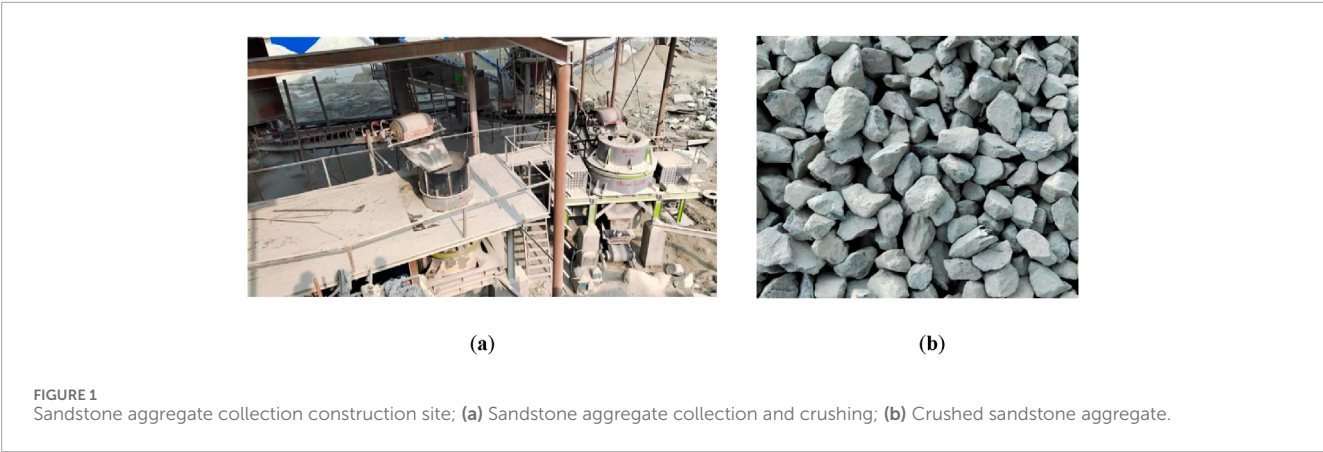 (a)
(b)
FIGURE 1
Sandstone aggregate collection construction site; (a) Sandstone aggregate collection and crushing; (b) Crushed sandstone aggregate.